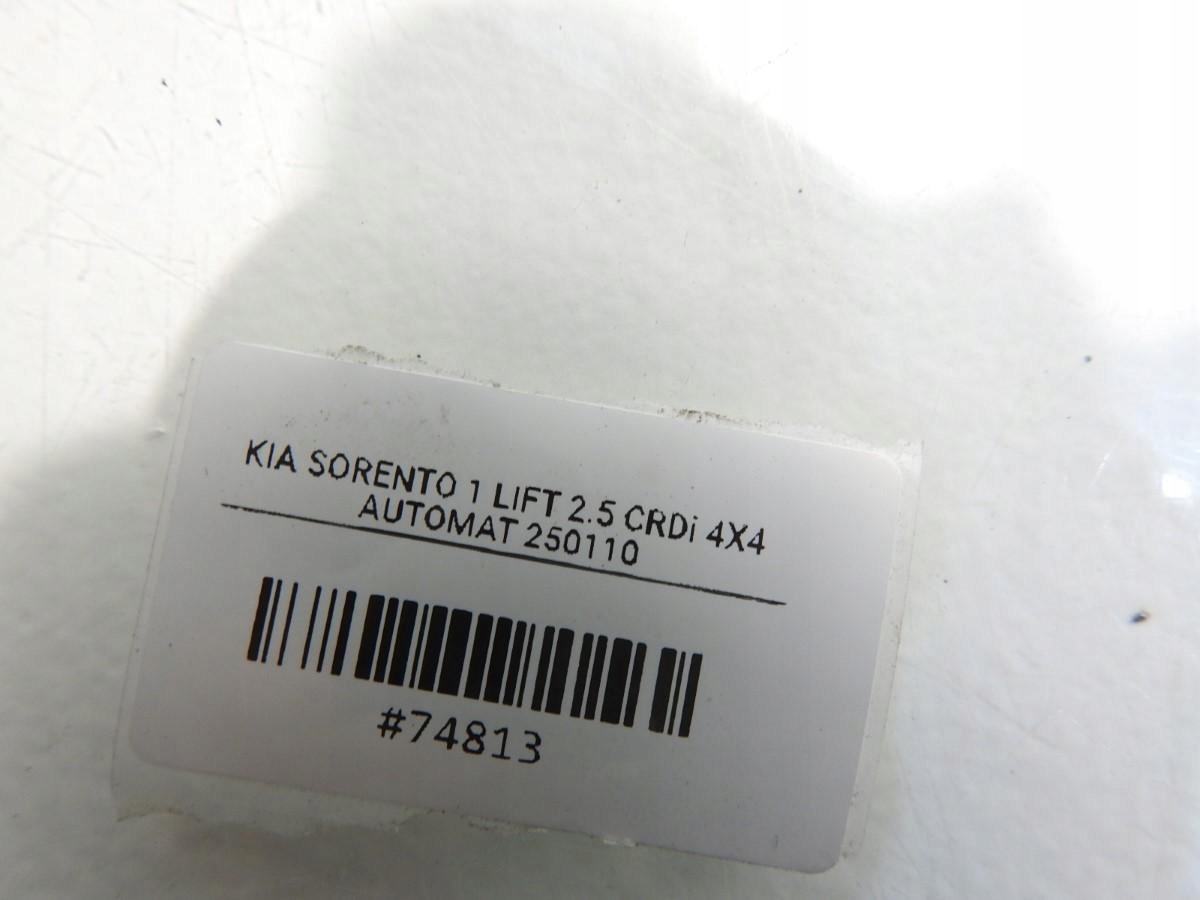 KIA SORENTO 1 LIFT 2.5 CRDi 4X4
AUTOMAT 250110
#74813